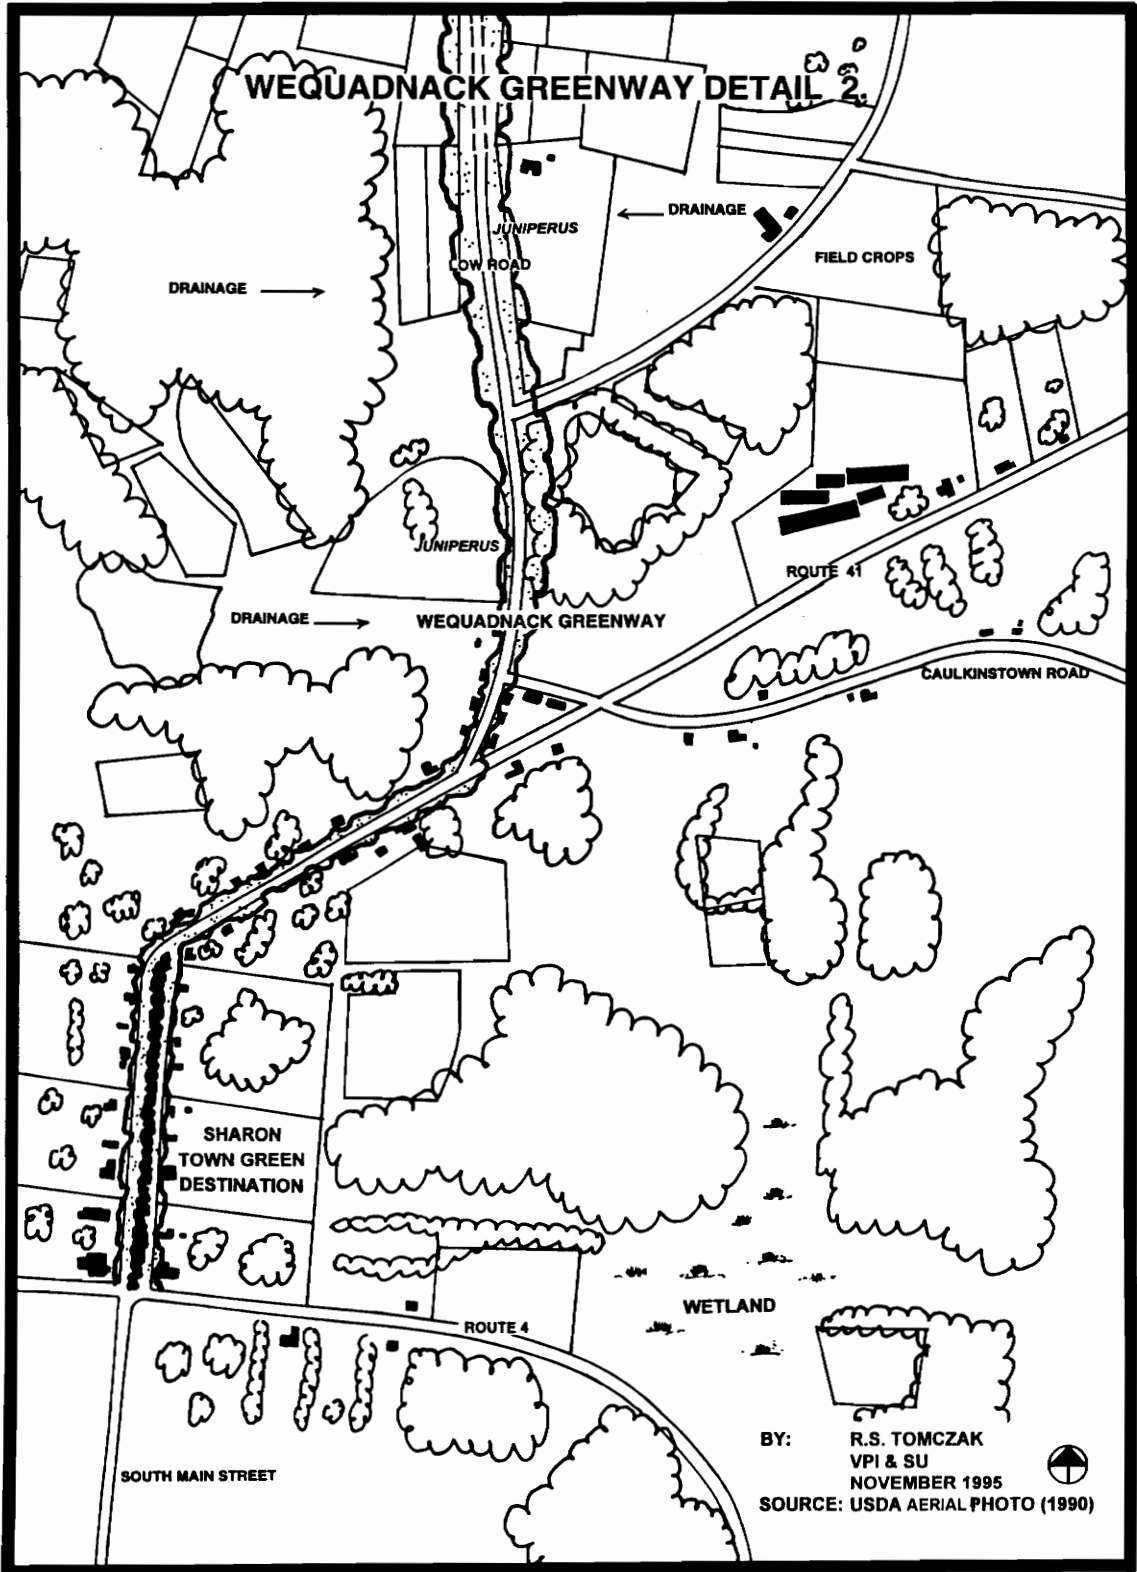 WEQUADNACK GREENWAY DETAIL 2.
DRAINAGE
JUNIPERUS
FIELD CROPS
LOW ROAD
DRAINAGE
JUNIPERUS
ROUTE 41
DRAINAGE
WEQUADNACK GREENWAY
CAULKINSTOWN ROAD
SHARON
TOWN GREEN
DESTINATION
WETLAND
ROUTE 4
SOUTH MAIN STREET
BY: R.S. TOMCZAK
VPI & SU
NOVEMBER 1995
SOURCE: USDA AERIAL PHOTO (1990)